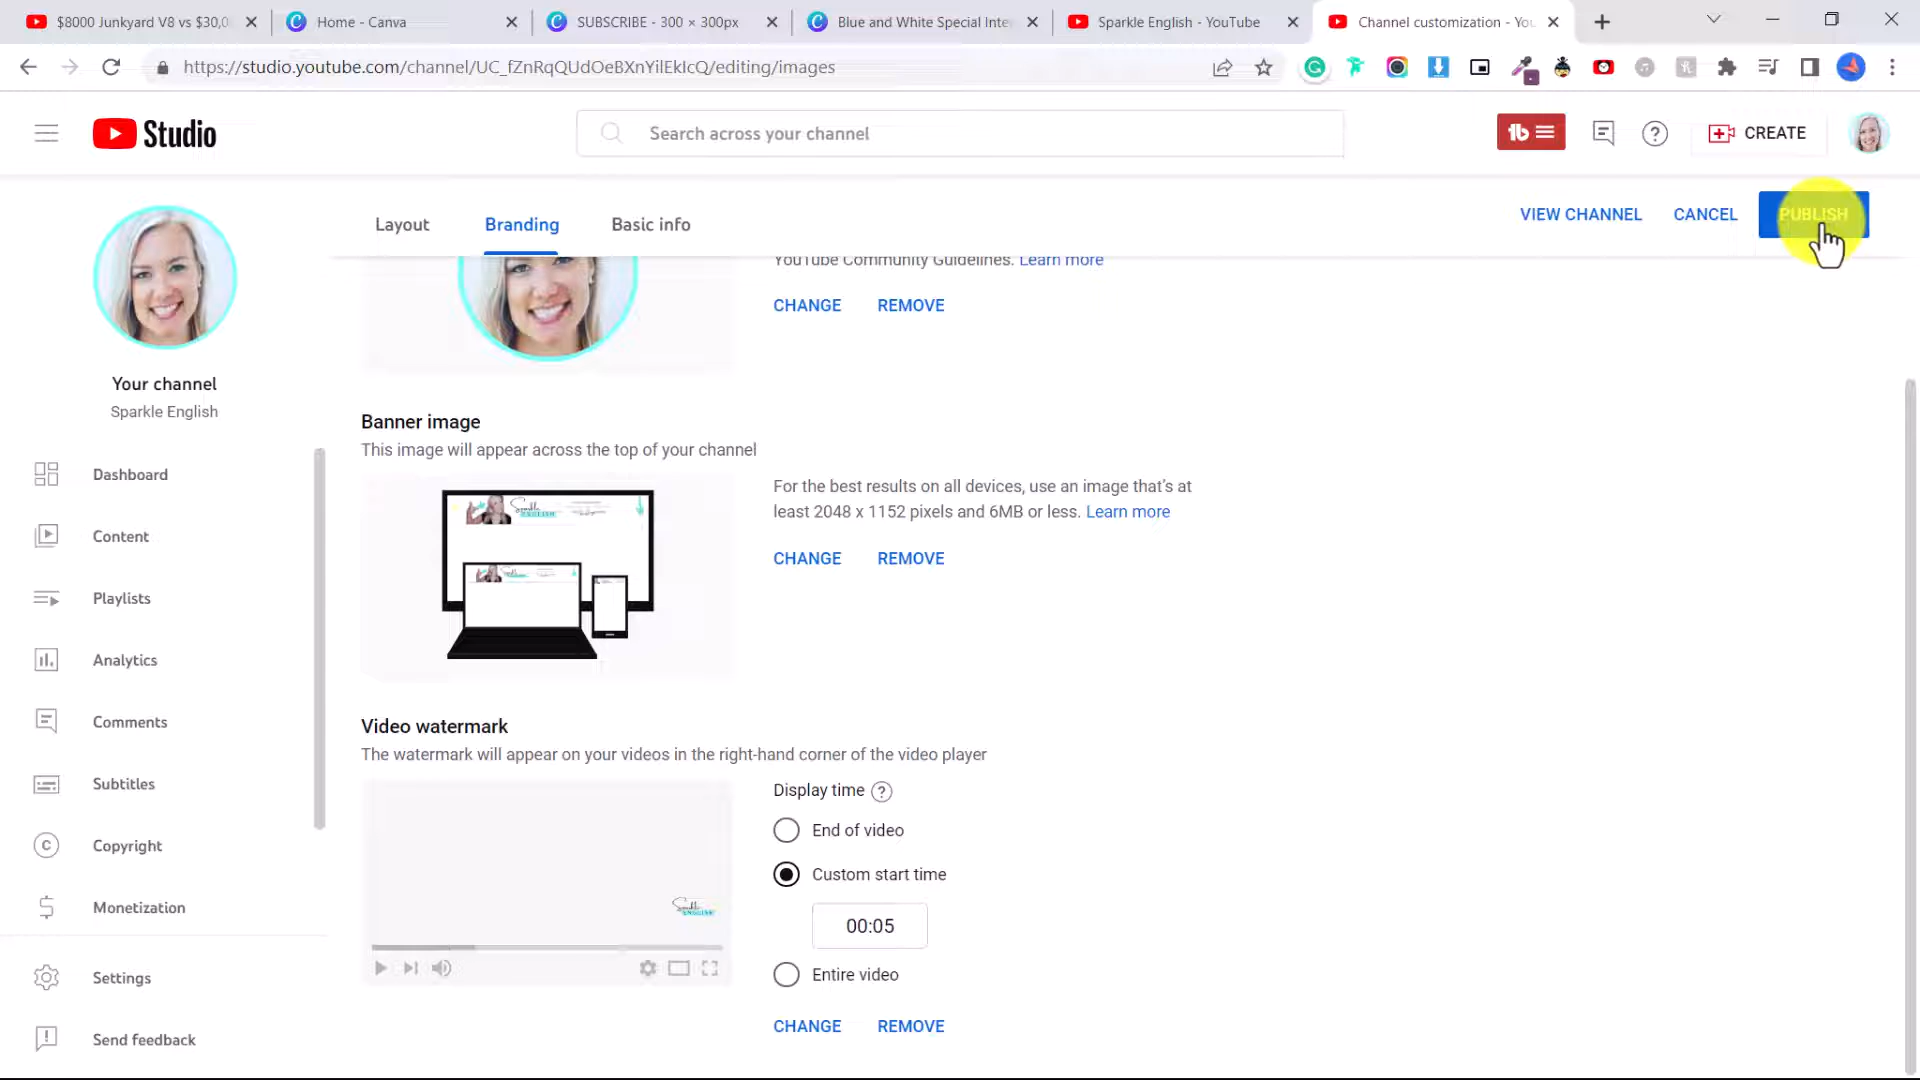 $8000 Junkyard V8 vs $30,0
Home - Canva
SUBSCRIBE - 300 × 300px
Blue and White Special Inte
Sparkle English - YouTube
Channel customization - You
https://studio.youtube.com/channel/UC_fZnRqQUdOeBXnYilEkIcQ/editing/images
Studio
Search across your channel
CREATE
Layout
Branding
Basic info
VIEW CHANNEL
CANCEL
PUBLISH
YouTube Community Guidelines. Learn more
CHANGE
REMOVE
Your channel
Sparkle English
Banner image
This image will appear across the top of your channel
For the best results on all devices, use an image that's at
least 2048 x 1152 pixels and 6MB or less. Learn more
CHANGE
REMOVE
Dashboard
Content
Playlists
Analytics
Comments
Subtitles
Copyright
Monetization
Settings
Send feedback
Video watermark
The watermark will appear on your videos in the right-hand corner of the video player
Sparkle
ENGLISH
Display time
End of video
Custom start time
00:05
Entire video
CHANGE
REMOVE